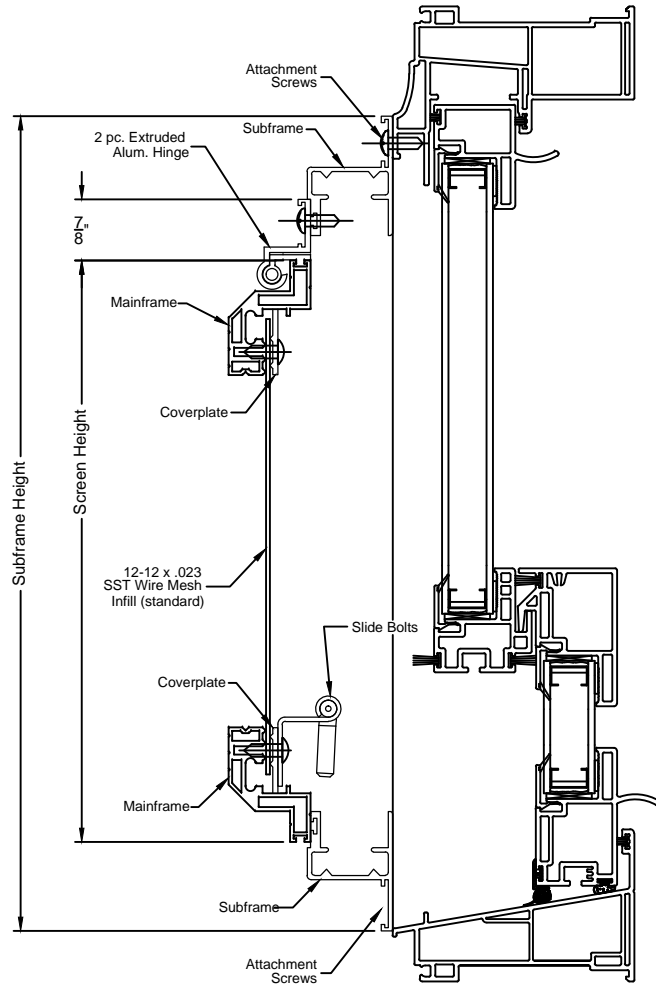 Attachment
Screws
Subframe
2 pc. Extruded
Alum. Hinge
7
8"
Mainframe
Coverplate
Screen Height
Subframe Height
12-12 x .023
SST Wire Mesh
Infill (standard)
Slide Bolts
Coverplate
Mainframe
Subframe
Attachment
Screws